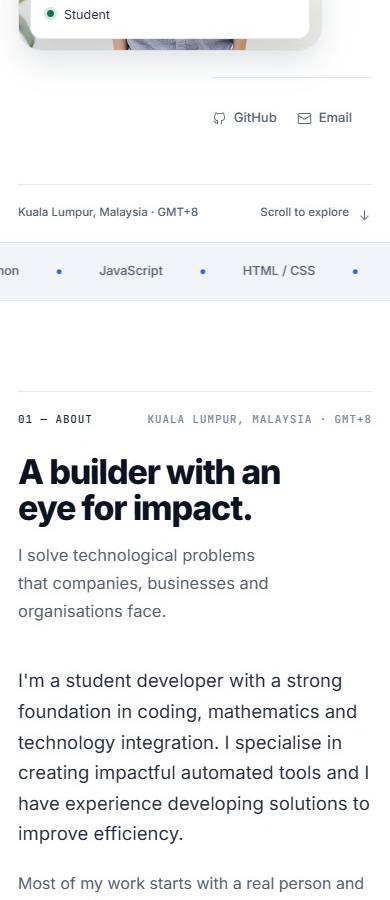 Student
GitHub Email
Kuala Lumpur, Malaysia · GMT+8 Scroll to explore ↓
JavaScript • HTML / CSS •
01 — ABOUT KUALA LUMPUR, MALAYSIA · GMT+8
A builder with an
eye for impact.
I solve technological problems
that companies, businesses and
organisations face.
I'm a student developer with a strong
foundation in coding, mathematics and
technology integration. I specialise in
creating impactful automated tools and I
have experience developing solutions to
improve efficiency.
Most of my work starts with a real person and